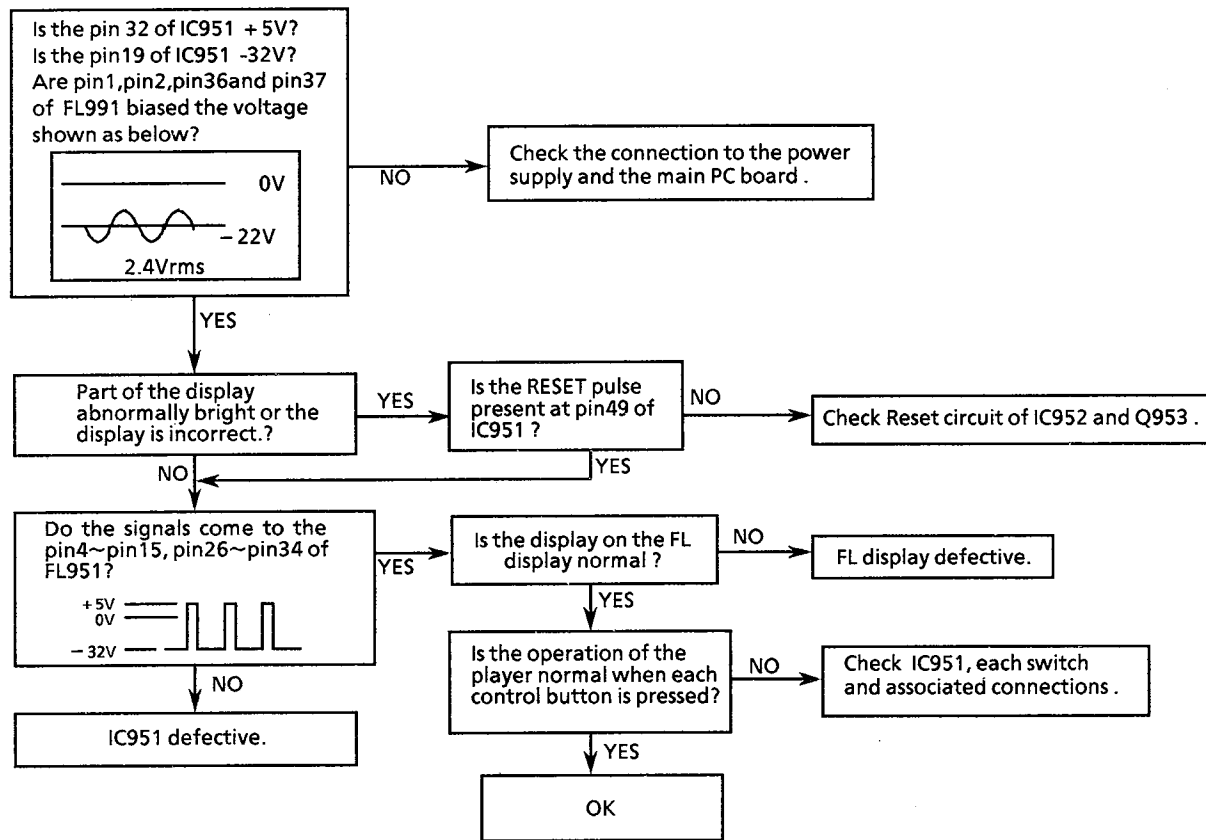 Is the pin 32 of IC951 +5V?
Is the pin19 of IC951 -32V?
Are pin1,pin2,pin36and pin37
of FL991 biased the voltage
shown as below?
0V
−22V
2.4Vrms
NO
Check the connection to the power
supply and the main PC board.
YES
Part of the display
abnormally bright or the
display is incorrect.?
YES
Is the RESET pulse
present at pin49 of
IC951?
NO
Check Reset circuit of IC952 and Q953.
NO
YES
Do the signals come to the
pin4~pin15, pin26~pin34 of
FL951?
+5V
0V
−32V
YES
Is the display on the FL
display normal?
NO
FL display defective.
YES
NO
IC951 defective.
Is the operation of the
player normal when each
control button is pressed?
NO
Check IC951, each switch
and associated connections.
YES
OK